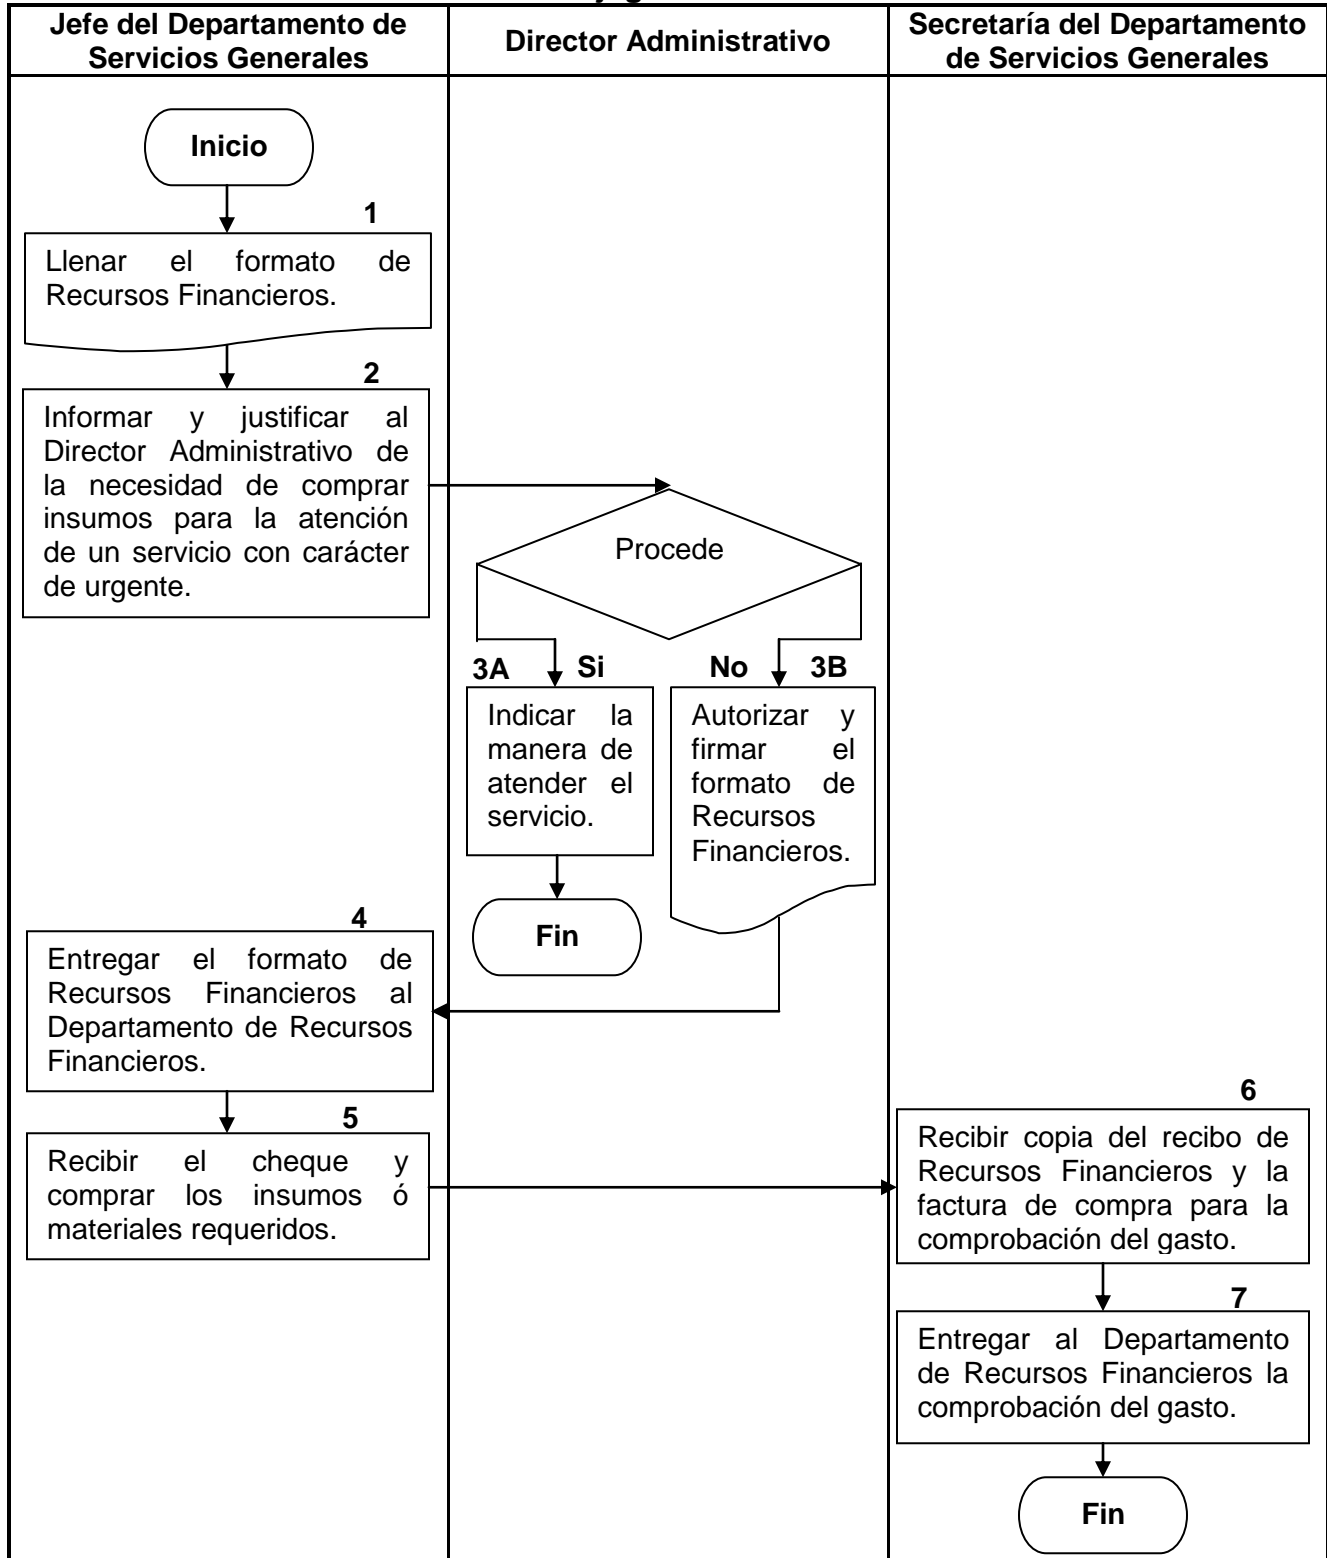 Jefe del Departamento de
Servicios Generales
Director Administrativo
Secretaría del Departamento
de Servicios Generales
Inicio
1
Llenar el formato de
Recursos Financieros.
2
Informar y justificar al
Director Administrativo de
la necesidad de comprar
insumos para la atención
de un servicio con carácter
de urgente.
Procede
3A Si
No 3B
Indicar la
manera de
atender el
servicio.
Autorizar y
firmar el
formato de
Recursos
Financieros.
Fin
4
Entregar el formato de
Recursos Financieros al
Departamento de Recursos
Financieros.
5
Recibir el cheque y
comprar los insumos ó
materiales requeridos.
6
Recibir copia del recibo de
Recursos Financieros y la
factura de compra para la
comprobación del gasto.
7
Entregar al Departamento
de Recursos Financieros la
comprobación del gasto.
Fin